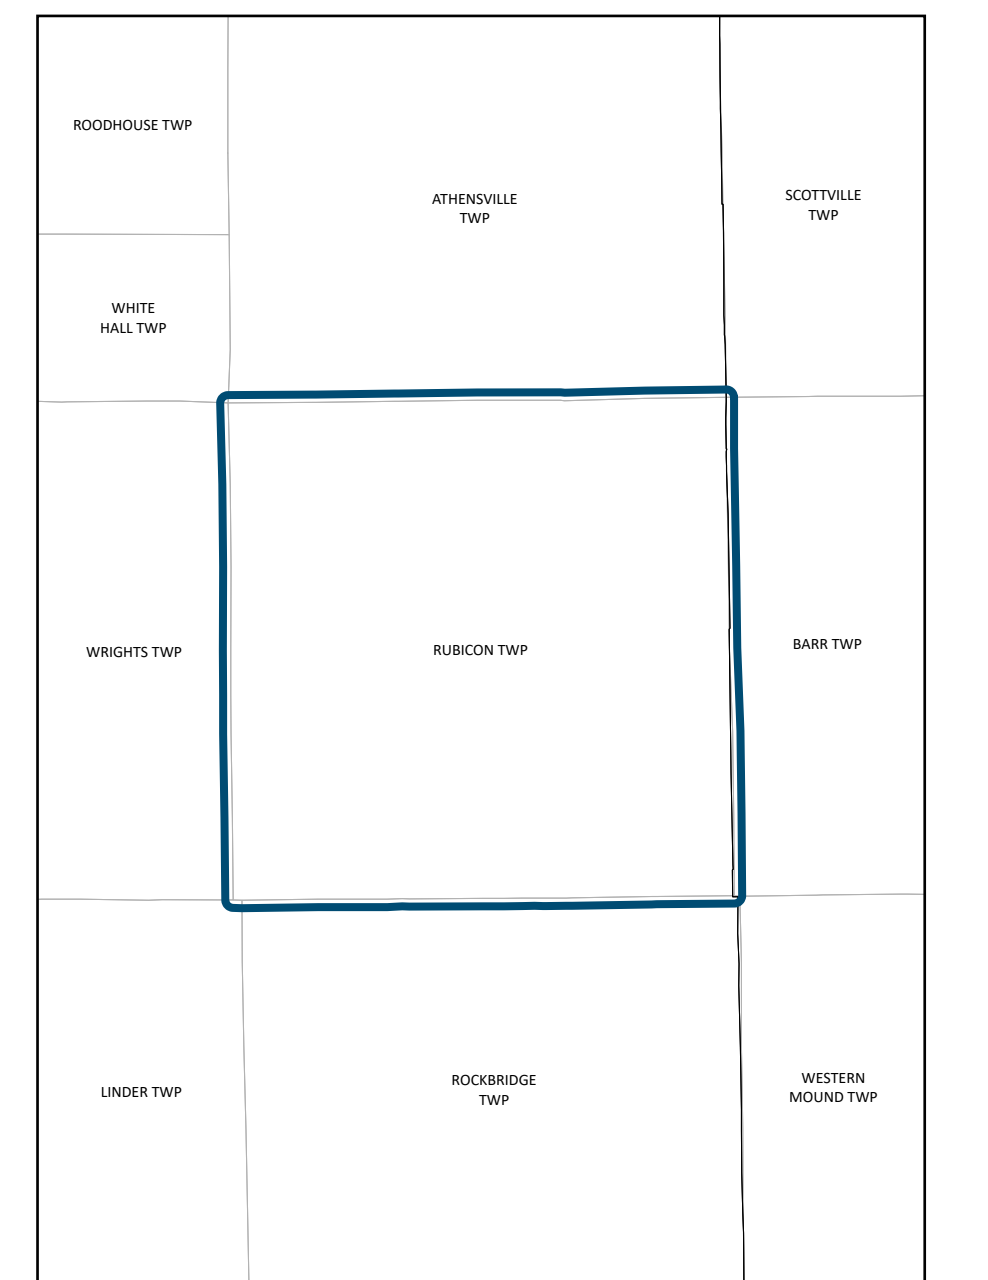 ROODHOUSE TWP
ATHENSVILLE
TWP
SCOTTVILLE
TWP
WHITE
HALL TWP
WRIGHTS TWP
RUBICON TWP
BARR TWP
LINDER TWP
ROCKBRIDGE
TWP
WESTERN
MOUND TWP